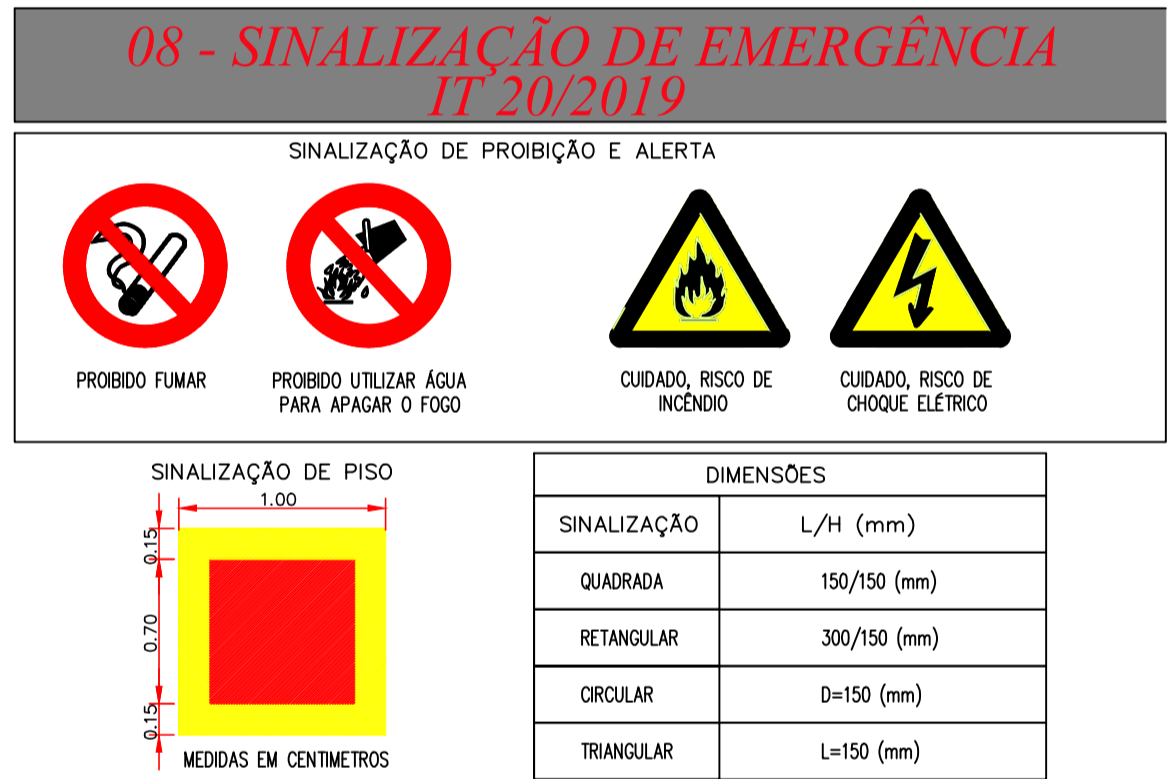 08 - SINALIZAÇÃO DE EMERGÊNCIA
IT 20/2019
SINALIZAÇÃO DE PROIBIÇÃO E ALERTA
PROIBIDO FUMAR
PROIBIDO UTILIZAR ÁGUA
PARA APAGAR O FOGO
CUIDADO, RISCO DE
INCÊNDIO
CUIDADO, RISCO DE
CHOQUE ELÉTRICO
SINALIZAÇÃO DE PISO
1.00
0.15
0.70
0.15
MEDIDAS EM CENTIMETROS
DIMENSÕES
SINALIZAÇÃO L/H (mm)
QUADRADA 150/150 (mm)
RETANGULAR 300/150 (mm)
CIRCULAR D=150 (mm)
TRIANGULAR L=150 (mm)